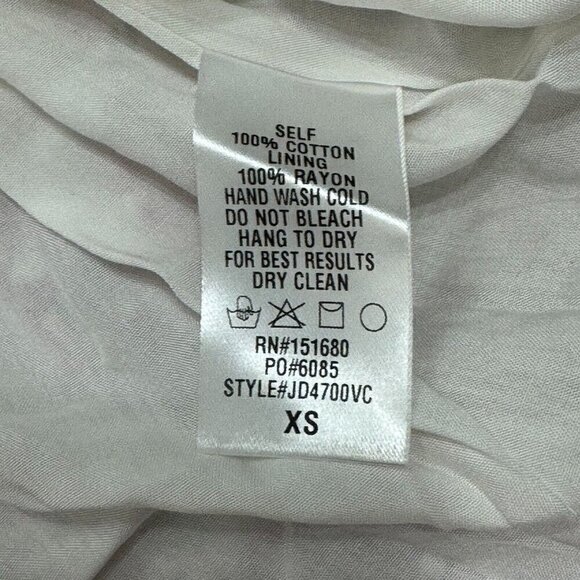 SELF
100% COTTON
LINING
100% RAYON
HAND WASH COLD
DO NOT BLEACH
HANG TO DRY
FOR BEST RESULTS
DRY CLEAN
RN#151680
PO#6085
STYLE#JD4700VC
XS